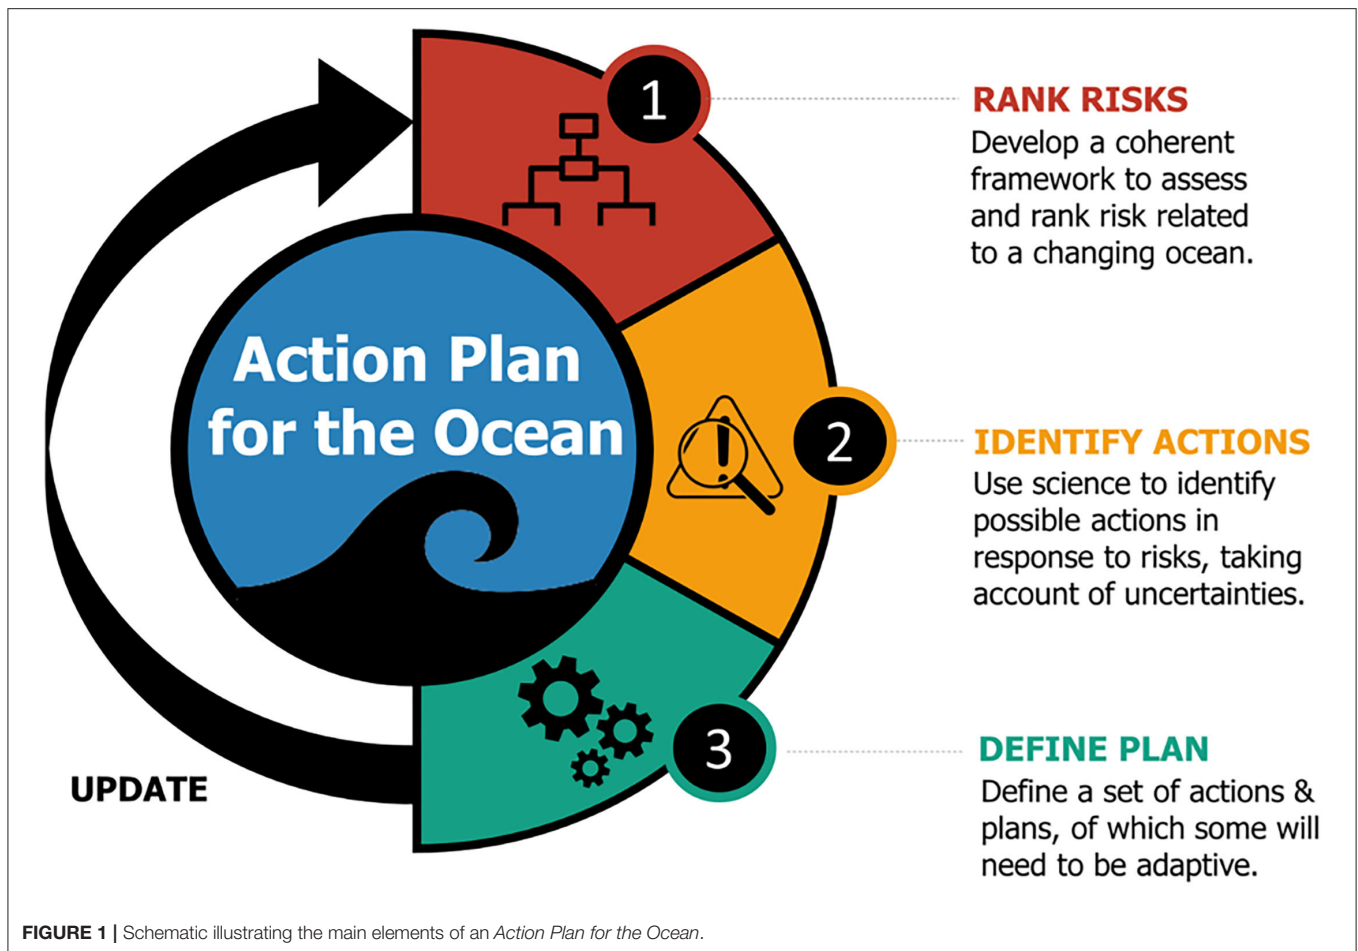 1
RANK RISKS
Develop a coherent
framework to assess
and rank risk related
to a changing ocean.
Action Plan
for the Ocean
2
IDENTIFY ACTIONS
Use science to identify
possible actions in
response to risks, taking
account of uncertainties.
3
DEFINE PLAN
Define a set of actions &
plans, of which some will
need to be adaptive.
UPDATE
FIGURE 1 | Schematic illustrating the main elements of an Action Plan for the Ocean.